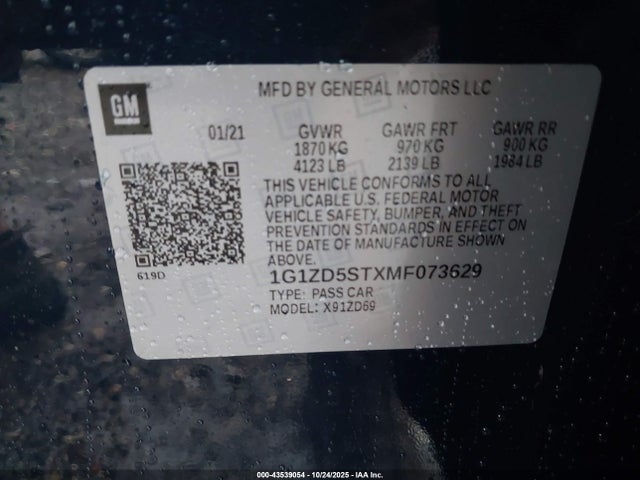 GM
MFD BY GENERAL MOTORS LLC
01/21 GVWR GAWR FRT GAWR RR
1870 KG 970 KG 900 KG
4123 LB 2139 LB 1984 LB
THIS VEHICLE CONFORMS TO ALL
APPLICABLE U.S. FEDERAL MOTOR
VEHICLE SAFETY, BUMPER, AND THEFT
PREVENTION STANDARDS IN EFFECT ON
THE DATE OF MANUFACTURE SHOWN
ABOVE.
619D
1G1ZD5STXMF073629
TYPE: PASS CAR
MODEL: X91ZD69
000-43539054 | 10/24/2025 | IAA Inc.